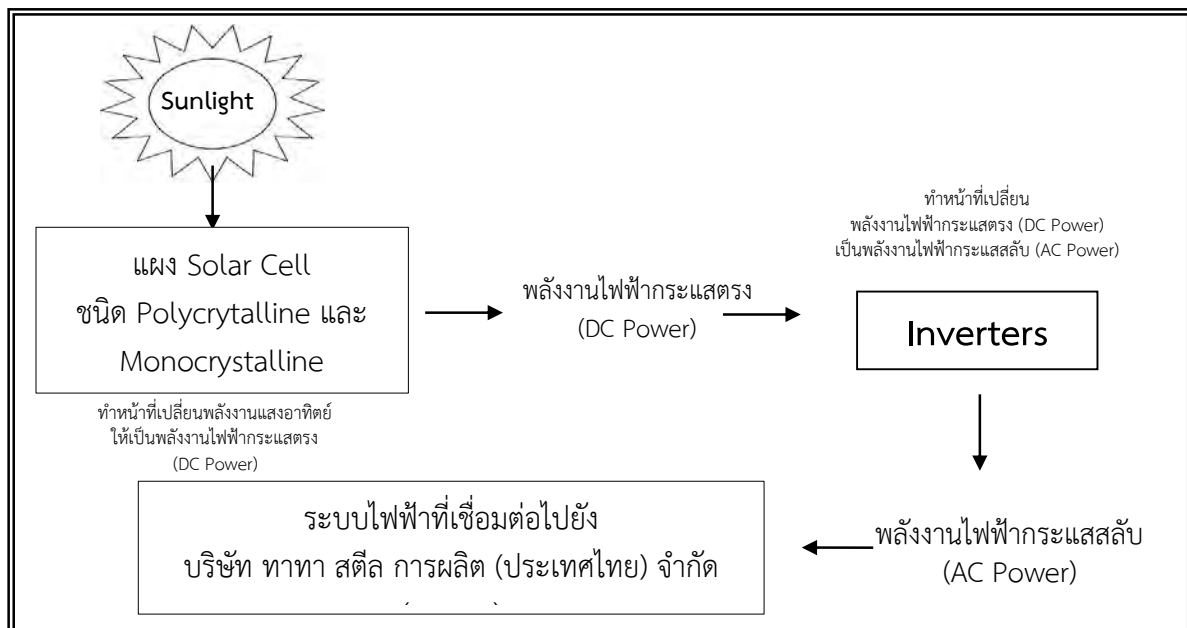 Sunlight
แผง Solar Cell
ชนิด Polycrytalline และ
Monocrystalline
ทำหน้าที่เปลี่ยนพลังงานแสงอาทิตย์
ให้เป็นพลังงานไฟฟ้ากระแสตรง
(DC Power)
พลังงานไฟฟ้ากระแสตรง
(DC Power)
ทำหน้าที่เปลี่ยน
พลังงานไฟฟ้ากระแสตรง (DC Power)
เป็นพลังงานไฟฟ้ากระแสสลับ (AC Power)
Inverters
พลังงานไฟฟ้ากระแสสลับ
(AC Power)
ระบบไฟฟ้าที่เชื่อมต่อไปยัง
บริษัท ทาทา สตีล การผลิต (ประเทศไทย) จำกัด